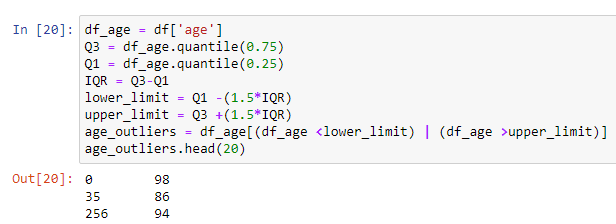 In [20]: df_age = df['age']
Q3 = df_age.quantile(0.75)
Q1 = df_age.quantile(0.25)
IQR = Q3-Q1
lower_limit = Q1 -(1.5*IQR)
upper_limit = Q3 +(1.5*IQR)
age_outliers = df_age[(df_age <lower_limit) | (df_age >upper_limit)]
age_outliers.head(20)
Out[20]: 0 98
35 86
256 94